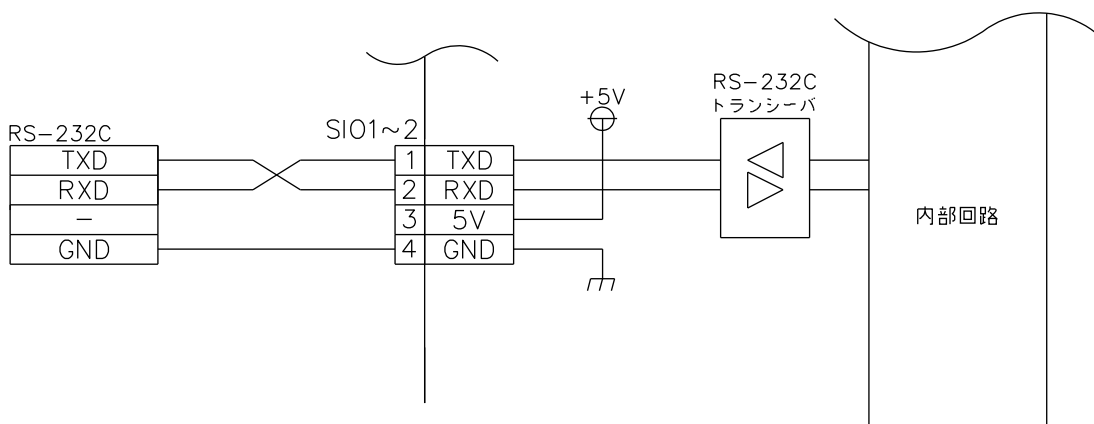 RS-232C
TXD
RXD
-
GND
SIO1~2
1 TXD
2 RXD
3 5V
4 GND
+5V
RS-232C
トランシーバ
内部回路